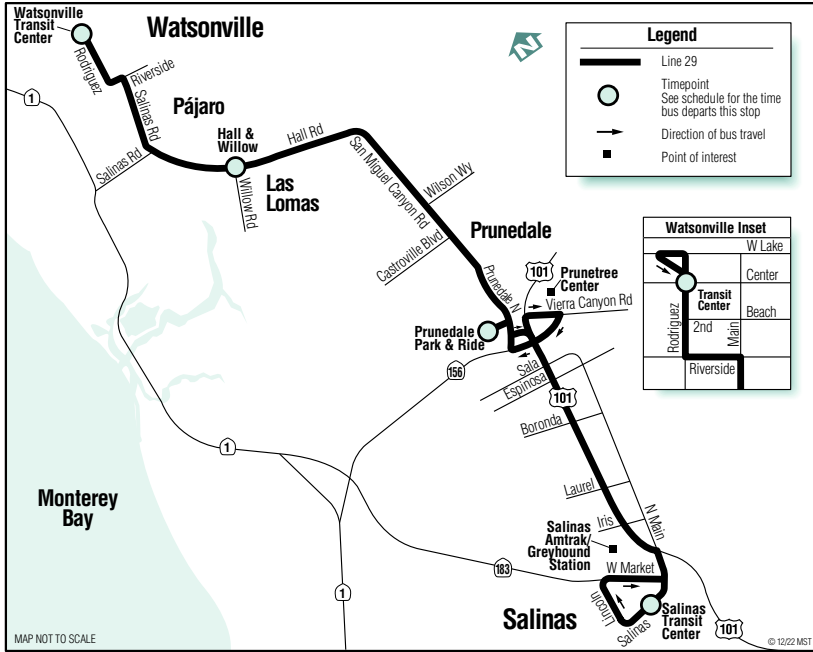 Watsonville
Transit
Center
Watsonville
N
Legend
Line 29
Timepoint
See schedule for the time
bus departs this stop
Direction of bus travel
Point of interest
Rodriguez
Riverside
1
Pájaro
Salinas Rd
Hall &
Willow
Hall Rd
Salinas Rd
Willow Rd
Las
Lomas
San Miguel Canyon Rd
Wilson Wy
Castroville Blvd
Prunedale
101
Prunetree
Center
Prunedale N
Vierra Canyon Rd
Prunedale
Park & Ride
156
Sala
Espinosa
101
Boronda
Watsonville Inset
W Lake
Center
Transit
Center
Beach
Rodriguez
2nd
Main
Riverside
1
Monterey
Bay
Laurel
Iris
N Main
Salinas
Amtrak/
Greyhound
Station
183
W Market
1
Lincoln
Salinas
Salinas
Salinas
Transit
Center
101
MAP NOT TO SCALE
© 12/22 MST